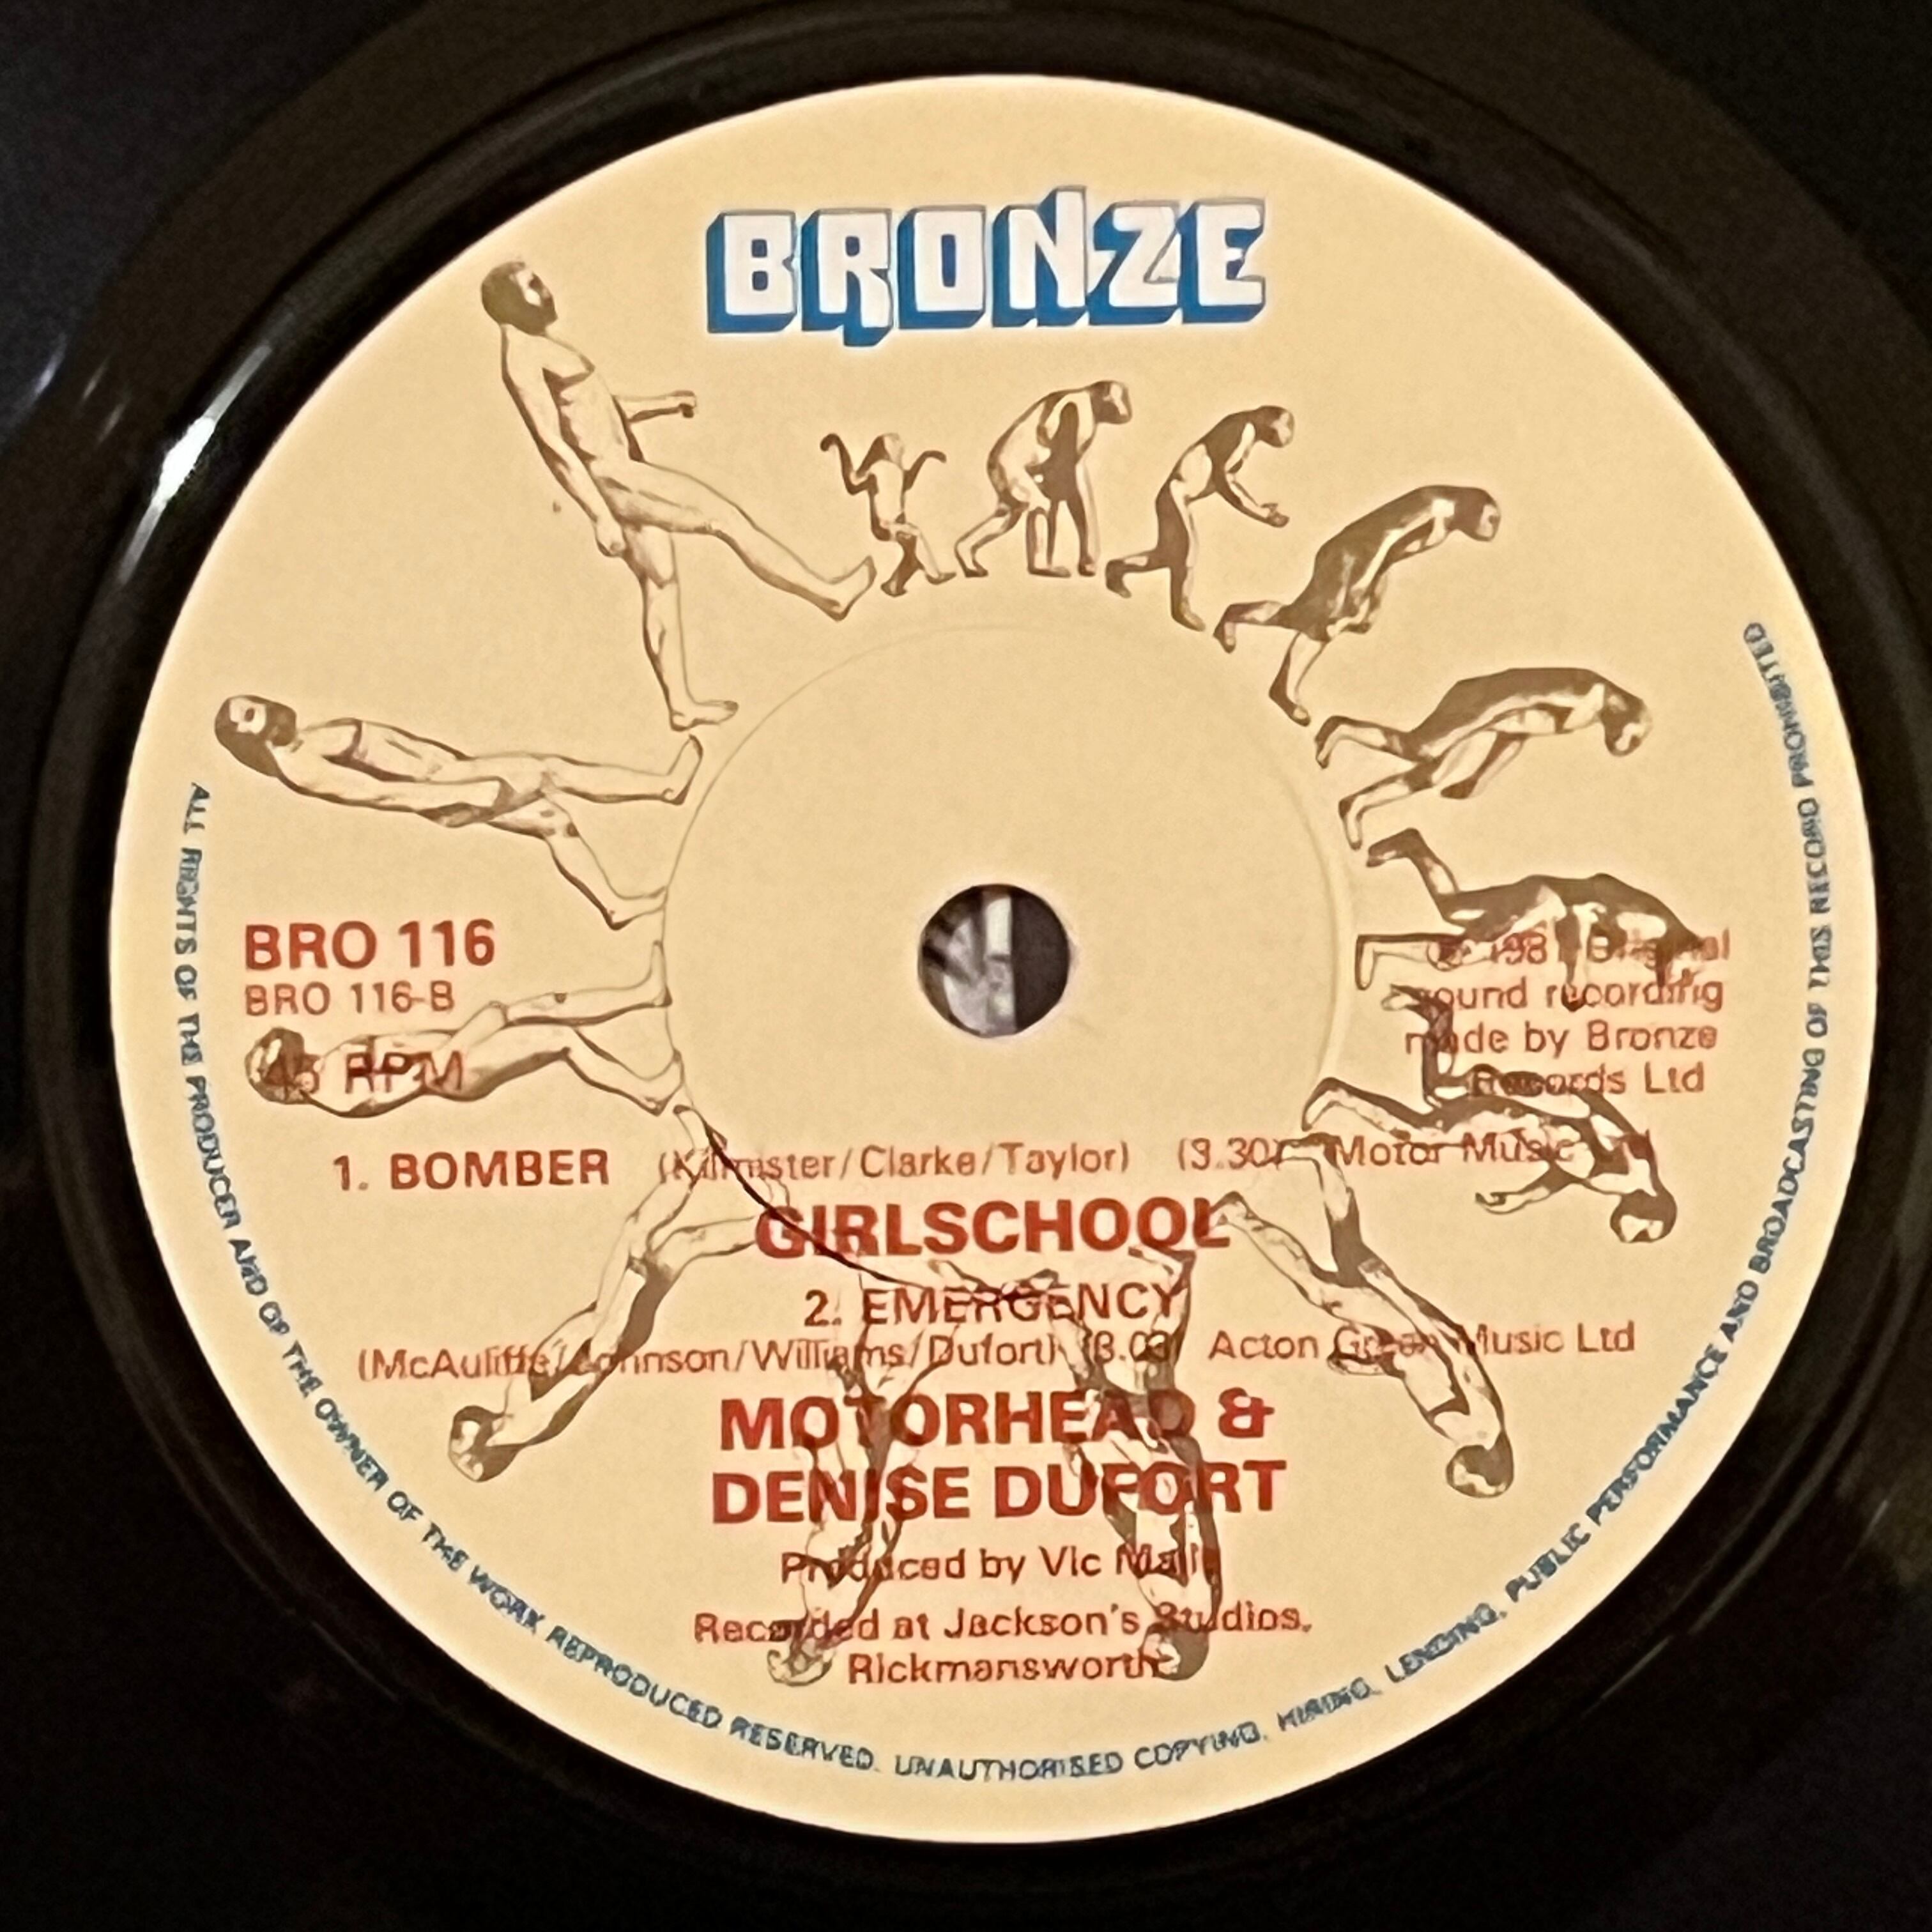 BRONZE
BRO 116
BRO 116-B
45 RPM
℗ 1981 Original
sound recording
made by Bronze
Records Ltd
1. BOMBER (Kilmister/Clarke/Taylor) (3.30) Motor Music Ltd
GIRLSCHOOL
2. EMERGENCY
(McAuliffe/Johnson/Williams/Dufort) (3.03) Acton Green Music Ltd
MOTORHEAD &
DENISE DUFORT
Produced by Vic Maile
Recorded at Jackson's Studios,
Rickmansworth
ALL RIGHTS OF THE PRODUCER AND OF THE OWNER OF THE WORK REPRODUCED RESERVED. UNAUTHORISED COPYING, HIRING, LENDING, PUBLIC PERFORMANCE AND BROADCASTING OF THIS RECORD PROHIBITED